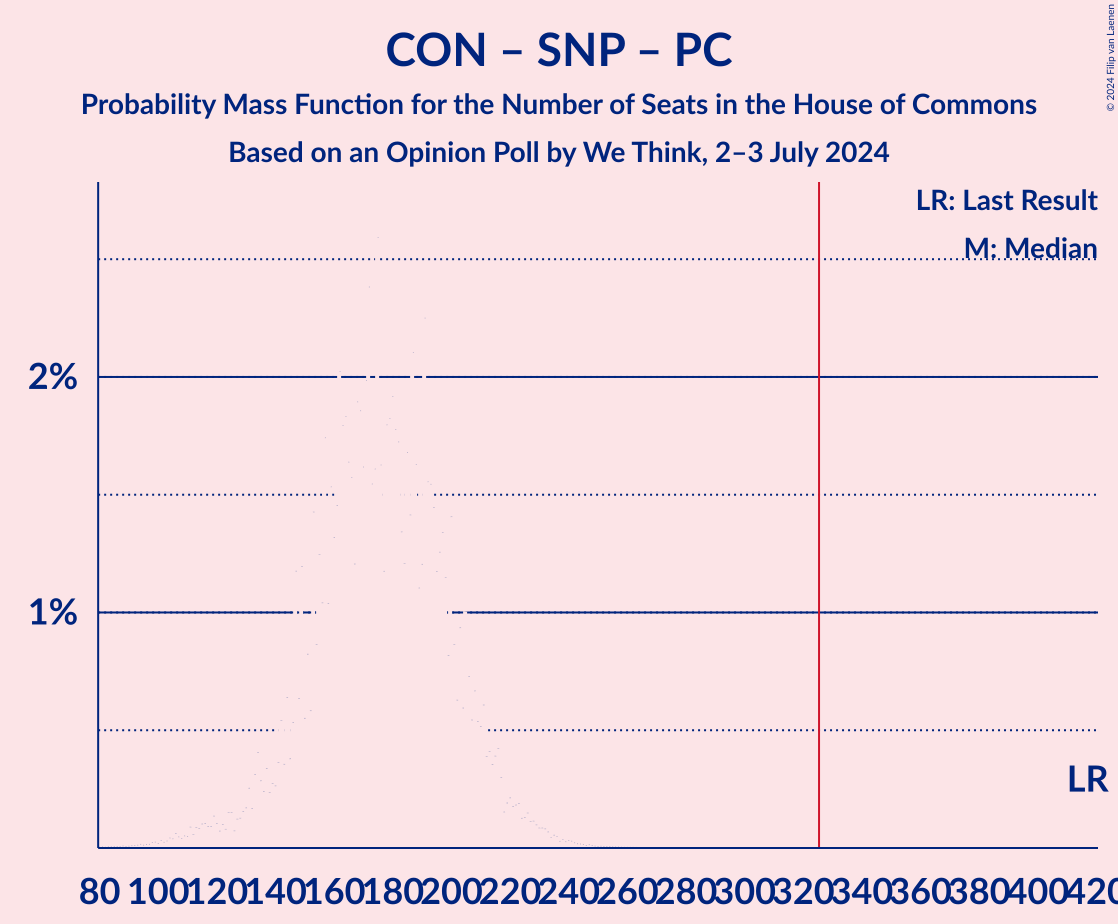 CON – SNP – PC
Probability Mass Function for the Number of Seats in the House of Commons
Based on an Opinion Poll by We Think, 2–3 July 2024
© 2024 Filip van Laenen
LR: Last Result
M: Median
2%
1%
LR
80 100 120 140 160 180 200 220 240 260 280 300 320 340 360 380 400 420